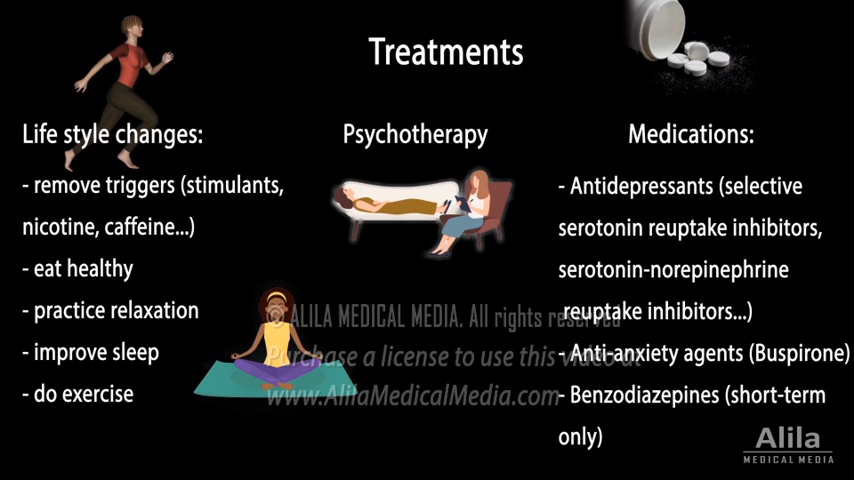 Treatments
Life style changes:
- remove triggers (stimulants,
nicotine, caffeine...)
- eat healthy
- practice relaxation
- improve sleep
- do exercise
Psychotherapy
Medications:
- Antidepressants (selective
serotonin reuptake inhibitors,
serotonin-norepinephrine
reuptake inhibitors...)
- Anti-anxiety agents (Buspirone)
- Benzodiazepines (short-term
only)
© ALILA MEDICAL MEDIA. All rights reserved
Purchase a license to use this video at
www.AlilaMedicalMedia.com
Alila
MEDICAL MEDIA